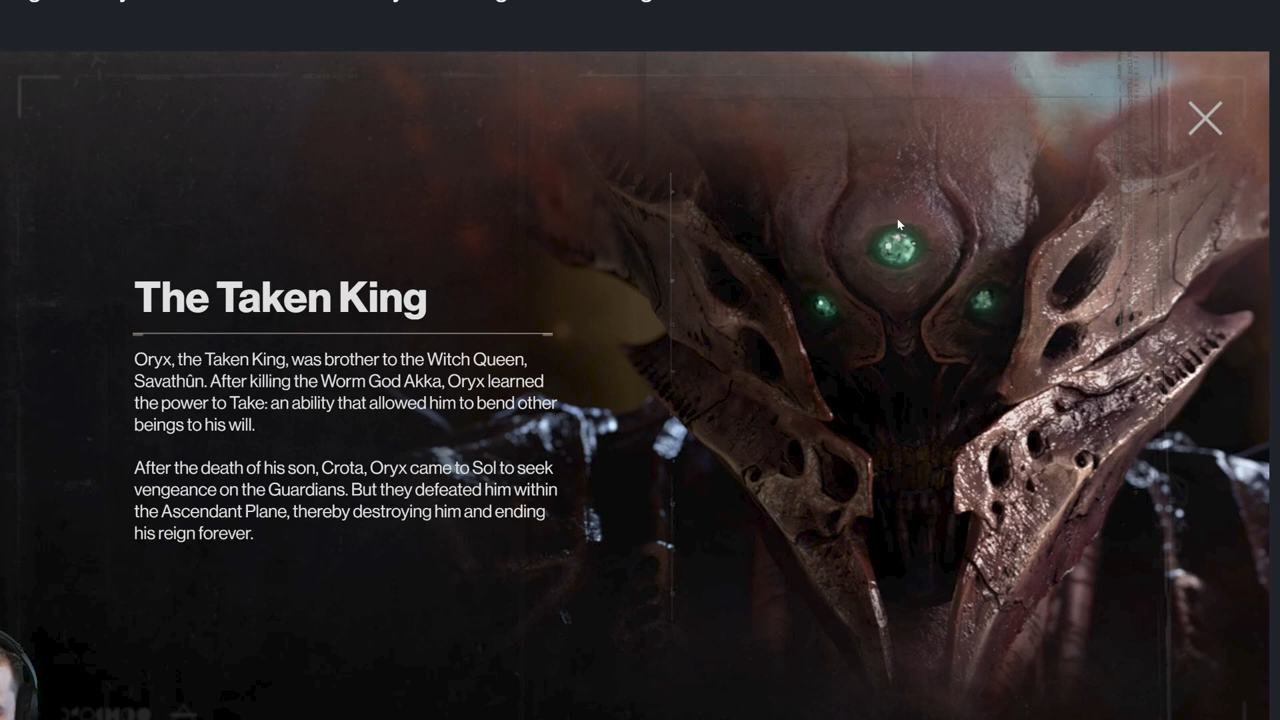 The Taken King
Oryx, the Taken King, was brother to the Witch Queen,
Savathûn. After killing the Worm God Akka, Oryx learned
the power to Take: an ability that allowed him to bend other
beings to his will.
After the death of his son, Crota, Oryx came to Sol to seek
vengeance on the Guardians. But they defeated him within
the Ascendant Plane, thereby destroying him and ending
his reign forever.